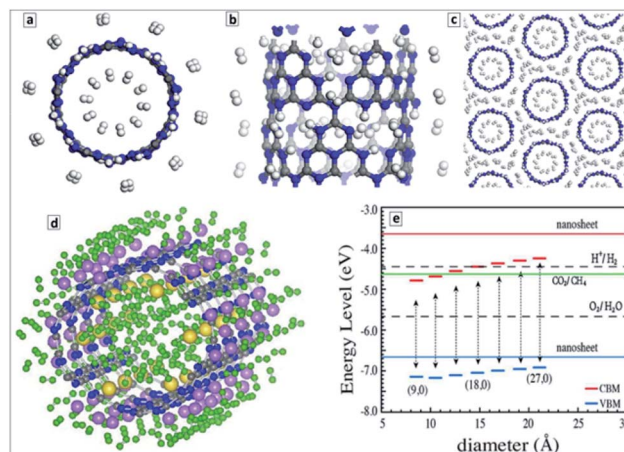 a
b
c
d
e
-3.0
-4.0
-5.0
-6.0
-7.0
-8.0
Energy Level (eV)
nanosheet
H⁺/H₂
CO₂/CH₄
O₂/H₂O
nanosheet
(9,0)
(18,0)
(27,0)
CBM
VBM
5
10
15
20
25
30
diameter (Å)